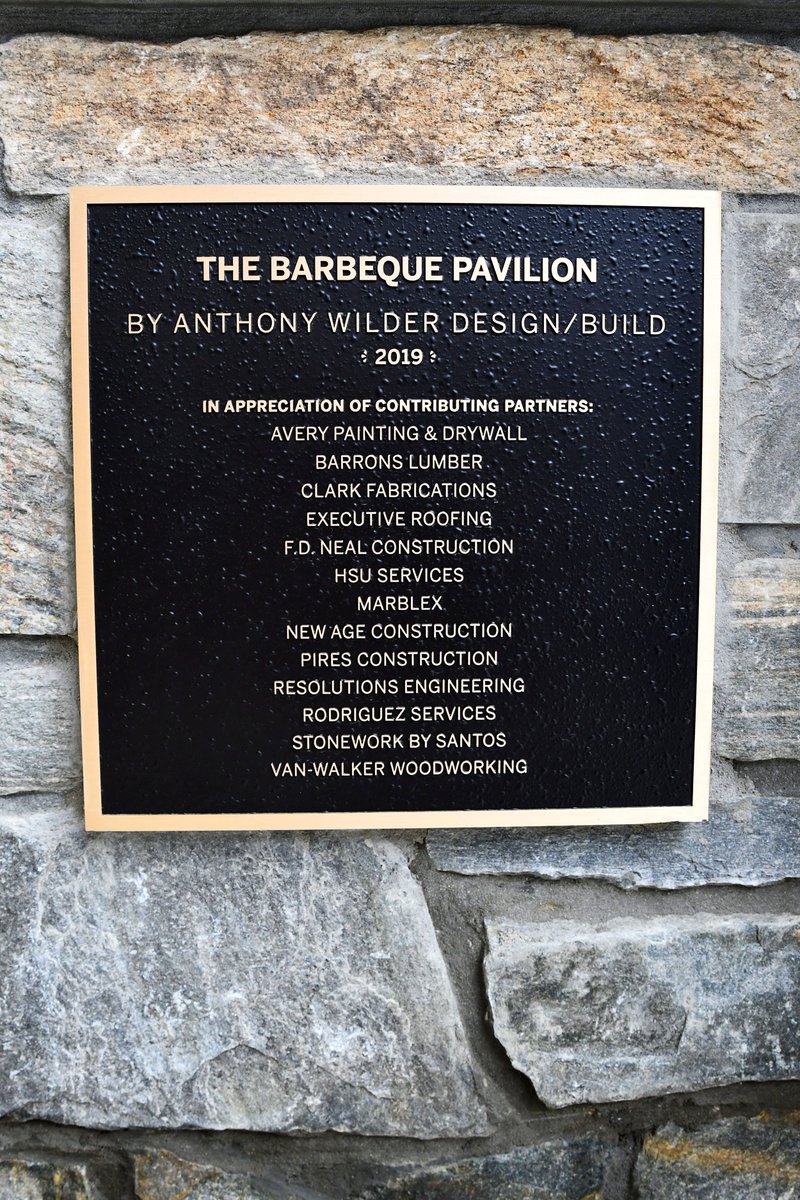 THE BARBEQUE PAVILION
BY ANTHONY WILDER DESIGN/BUILD
2019
IN APPRECIATION OF CONTRIBUTING PARTNERS:
AVERY PAINTING & DRYWALL
BARRONS LUMBER
CLARK FABRICATIONS
EXECUTIVE ROOFING
F.D. NEAL CONSTRUCTION
HSU SERVICES
MARBLEX
NEW AGE CONSTRUCTION
PIRES CONSTRUCTION
RESOLUTIONS ENGINEERING
RODRIGUEZ SERVICES
STONEWORK BY SANTOS
VAN-WALKER WOODWORKING